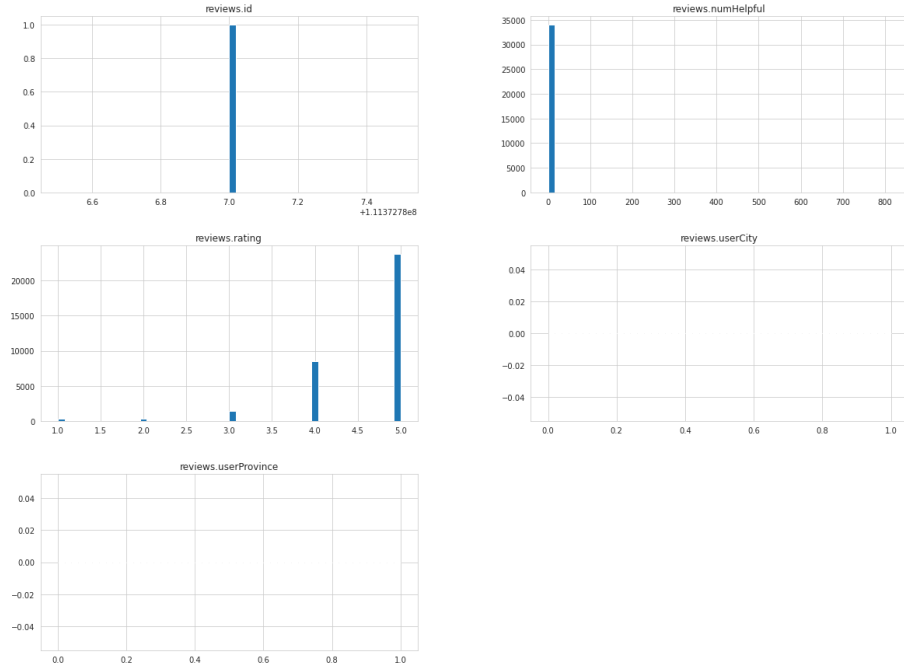 reviews.id
1.0
0.8
0.6
0.4
0.2
0.0
6.6 6.8 7.0 7.2 7.4
+1.1137278e8
reviews.numHelpful
35000
30000
25000
20000
15000
10000
5000
0
0 100 200 300 400 500 600 700 800
reviews.rating
20000
15000
10000
5000
0
1.0 1.5 2.0 2.5 3.0 3.5 4.0 4.5 5.0
reviews.userCity
0.04
0.02
0.00
−0.02
−0.04
0.0 0.2 0.4 0.6 0.8 1.0
reviews.userProvince
0.04
0.02
0.00
−0.02
−0.04
0.0 0.2 0.4 0.6 0.8 1.0